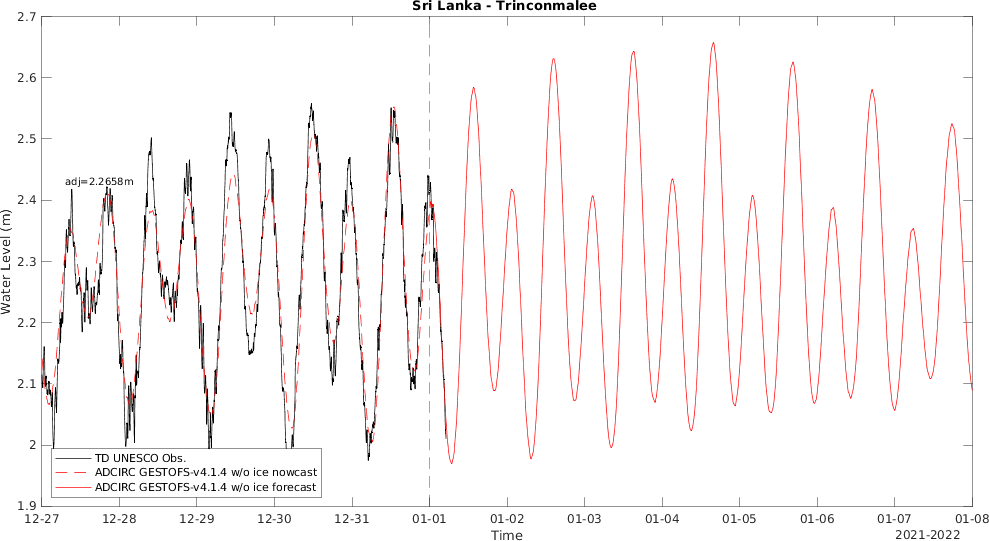 Sri Lanka - Trinconmalee
2.7
2.6
2.5
2.4
2.3
2.2
2.1
2
1.9
Water Level (m)
adj=2.2658m
TD UNESCO Obs.
ADCIRC GESTOFS-v4.1.4 w/o ice nowcast
ADCIRC GESTOFS-v4.1.4 w/o ice forecast
12-27 12-28 12-29 12-30 12-31 01-01 01-02 01-03 01-04 01-05 01-06 01-07 01-08
Time
2021-2022